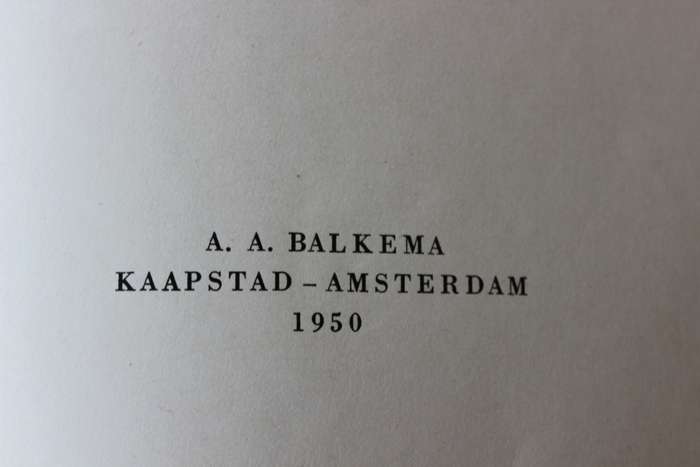 A. A. BALKEMA
KAAPSTAD – AMSTERDAM
1950